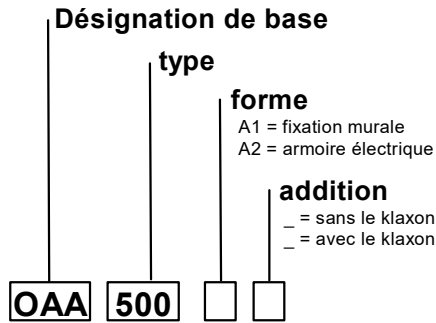 Désignation de base
type
forme
A1 = fixation murale
A2 = armoire électrique
addition
_ = sans le klaxon
_ = avec le klaxon
OAA 500